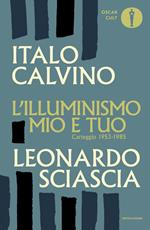 OSCAR
CULT
ITALO
CALVINO
L'ILLUMINISMO
MIO E TUO
Carteggio 1953-1985
LEONARDO
SCIASCIA
MONDADORI